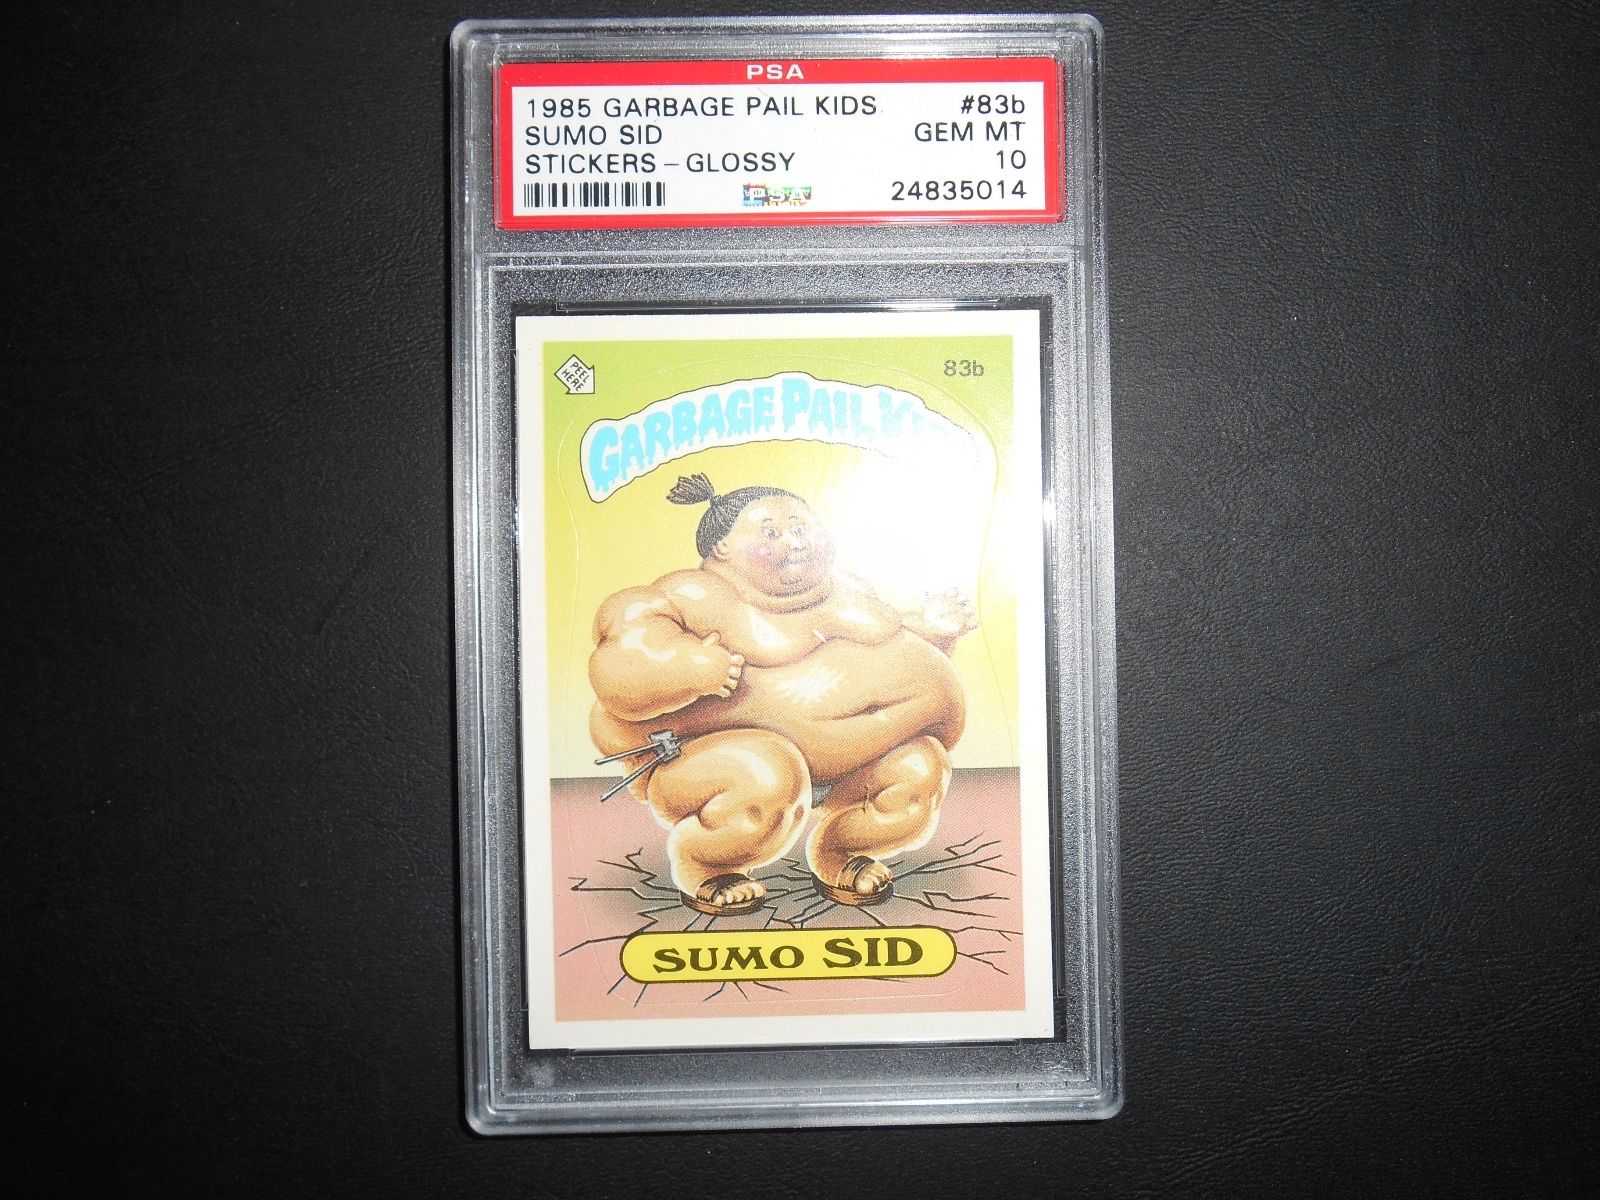 PSA
1985 GARBAGE PAIL KIDS #83b
SUMO SID GEM MT
STICKERS – GLOSSY 10
PSA 24835014
PEEL
HERE
83b
GARBAGE PAIL
SUMO SID